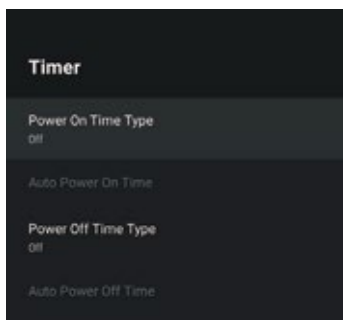 Timer
Power On Time Type
Off
Auto Power On Time
Power Off Time Type
Off
Auto Power Off Time